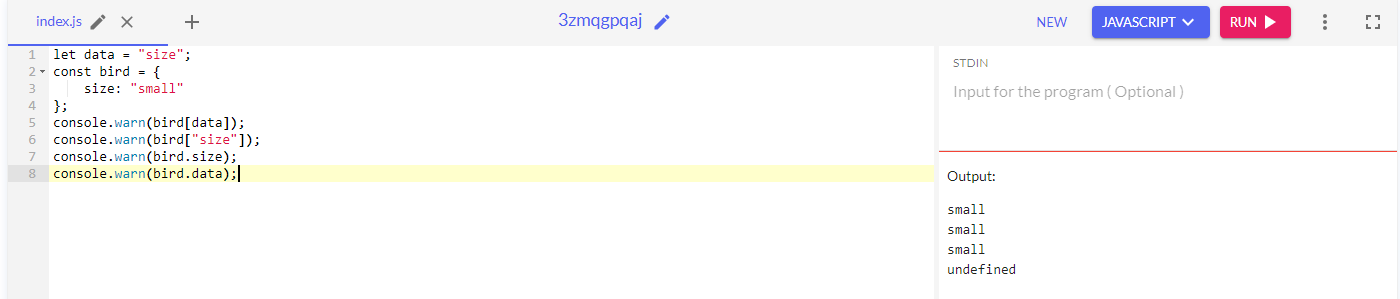 index.js
3zmqgpqaj
NEW
JAVASCRIPT
RUN
1 let data = "size";
2 const bird = {
3     size: "small"
4 };
5 console.warn(bird[data]);
6 console.warn(bird["size"]);
7 console.warn(bird.size);
8 console.warn(bird.data);
STDIN
Input for the program ( Optional )
Output:
small
small
small
undefined